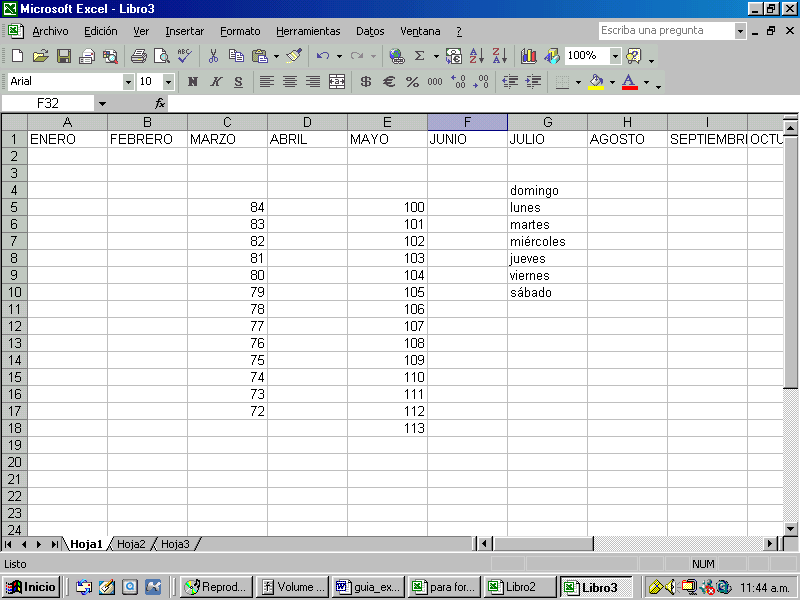 Microsoft Excel - Libro3
Archivo Edición Ver Insertar Formato Herramientas Datos Ventana ? Escriba una pregunta
100%
Arial 10 N K S $ € % 000
F32 fx
A B C D E F G H I
1 ENERO FEBRERO MARZO ABRIL MAYO JUNIO JULIO AGOSTO SEPTIEMBRI OCTU
2
3
4 domingo
5 84 100 lunes
6 83 101 martes
7 82 102 miércoles
8 81 103 jueves
9 80 104 viernes
10 79 105 sábado
11 78 106
12 77 107
13 76 108
14 75 109
15 74 110
16 73 111
17 72 112
18 113
19
20
21
22
23
24
Hoja1 Hoja2 Hoja3
Listo NUM
Inicio Reprod... Volume ... guia_ex... para for... Libro2 Libro3 11:44 a.m.